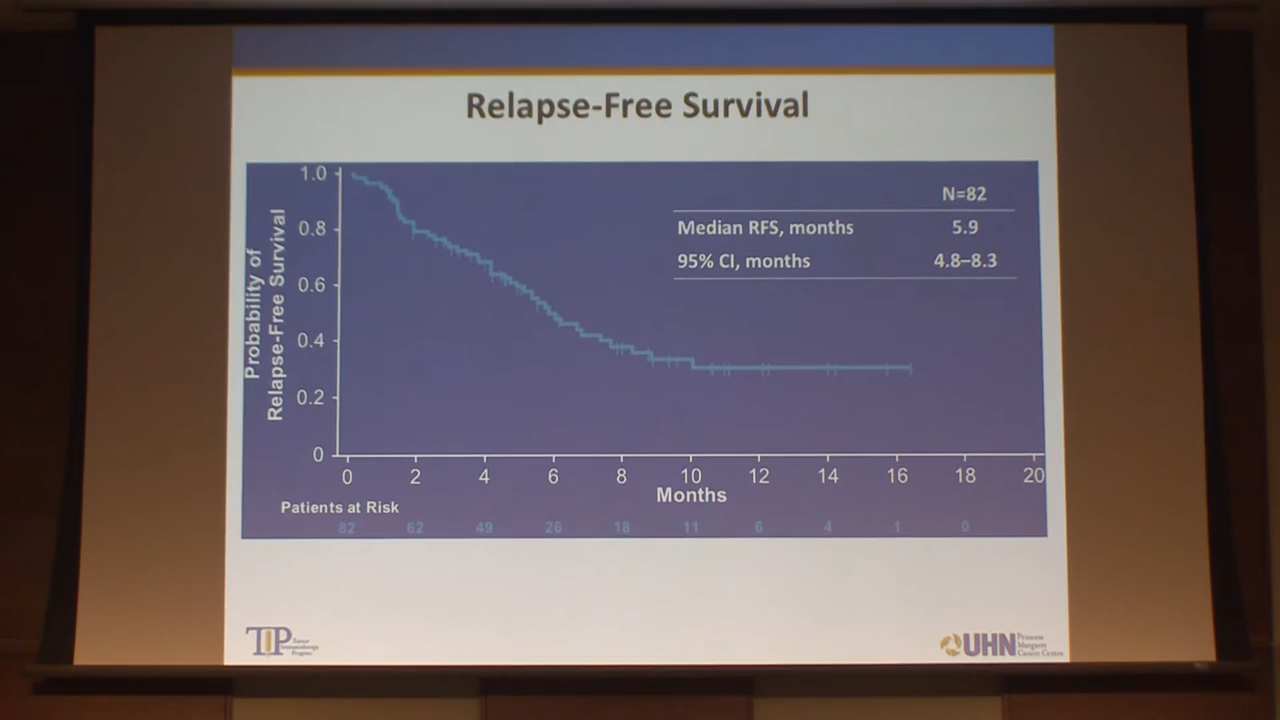 Relapse-Free Survival
Probability of
Relapse-Free Survival
1.0
0.8
0.6
0.4
0.2
0
N=82
Median RFS, months 5.9
95% CI, months 4.8–8.3
0 2 4 6 8 10 12 14 16 18 20
Months
Patients at Risk
82 62 49 26 18 11 6 4 1 0
TIP Tumor
Immunotherapy
Program
UHN Princess
Margaret
Cancer Centre